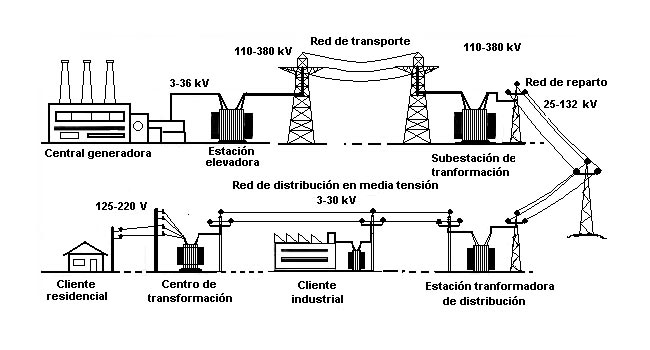 Red de transporte
110-380 kV
110-380 kV
3-36 kV
Red de reparto
25-132 kV
Central generadora
Estación
elevadora
Subestación de
tranformación
Red de distribución en media tensión
3-30 kV
125-220 V
Cliente
residencial
Centro de
transformación
Cliente
industrial
Estación tranformadora
de distribución